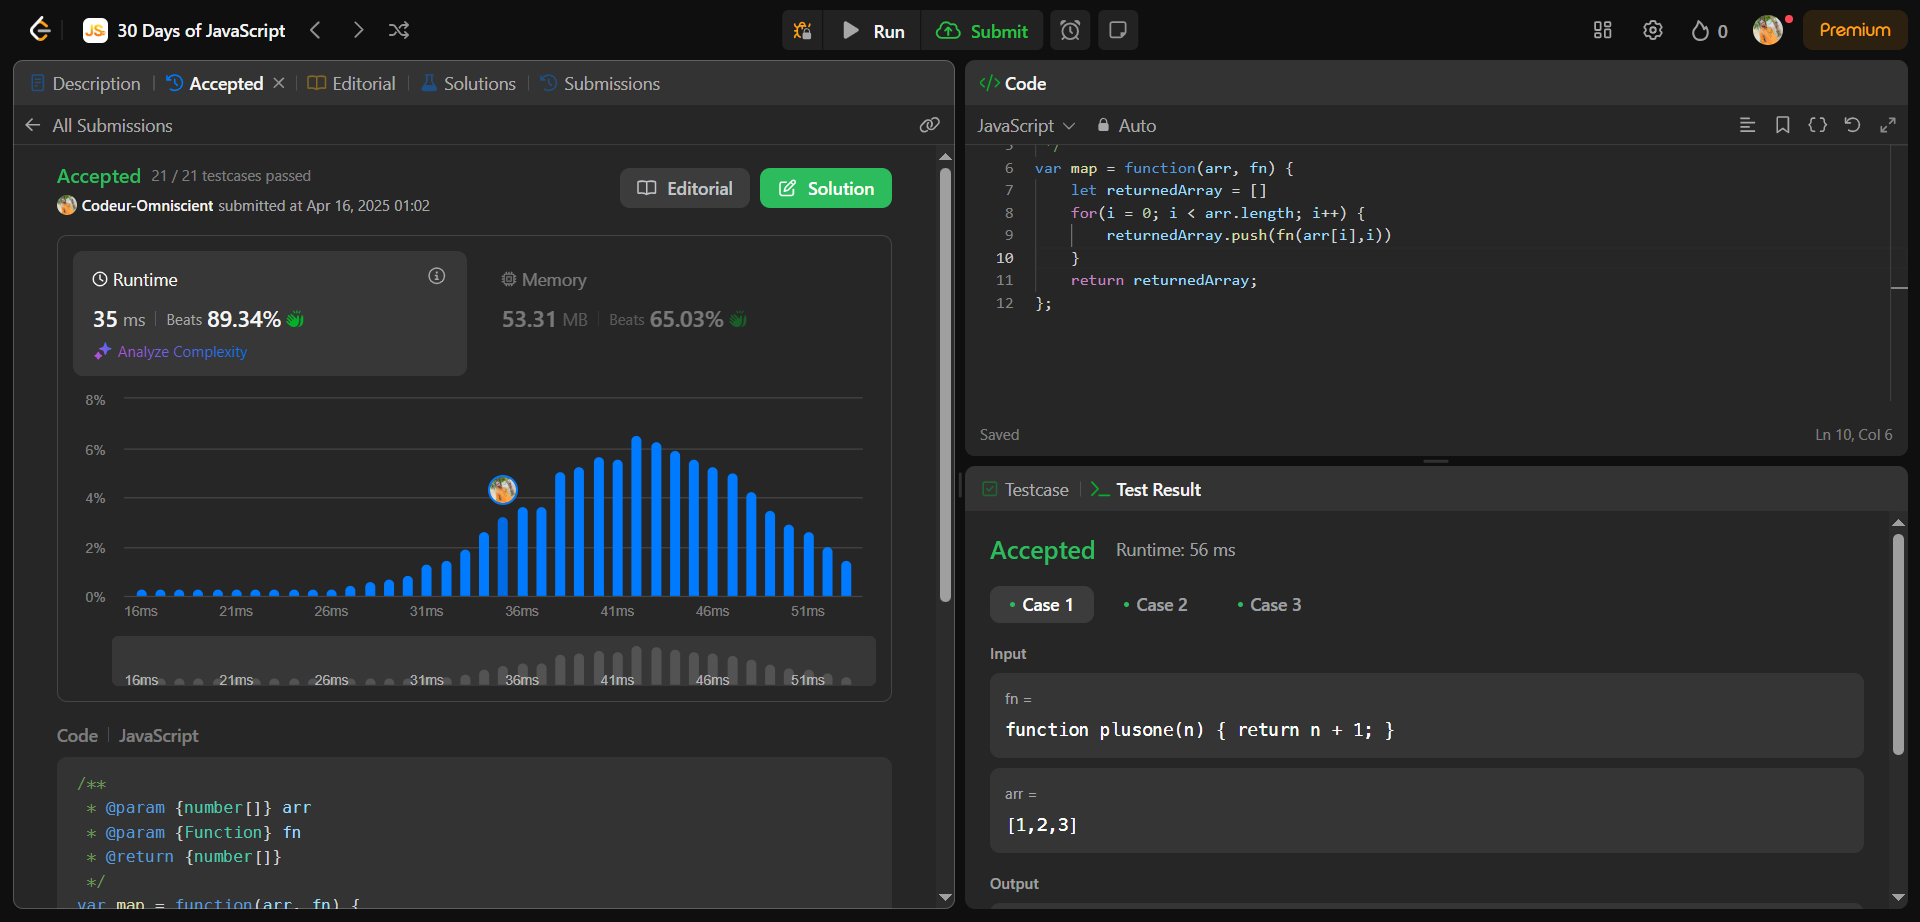 JS 30 Days of JavaScript
Run
Submit
0
Premium
Description
Accepted
Editorial
Solutions
Submissions
All Submissions
Accepted 21 / 21 testcases passed
Codeur-Omniscient submitted at Apr 16, 2025 01:02
Editorial
Solution
Runtime
35 ms Beats 89.34%
Analyze Complexity
Memory
53.31 MB Beats 65.03%
8%
6%
4%
2%
0%
16ms 21ms 26ms 31ms 36ms 41ms 46ms 51ms
16ms 21ms 26ms 31ms 36ms 41ms 46ms 51ms
Code JavaScript
/**
* @param {number[]} arr
* @param {Function} fn
* @return {number[]}
*/
var map = function(arr, fn) {
</> Code
JavaScript
Auto
5 */
6 var map = function(arr, fn) {
7 let returnedArray = []
8 for(i = 0; i < arr.length; i++) {
9 returnedArray.push(fn(arr[i],i))
10 }
11 return returnedArray;
12 };
Saved
Ln 10, Col 6
Testcase
Test Result
Accepted Runtime: 56 ms
• Case 1 • Case 2 • Case 3
Input
fn =
function plusone(n) { return n + 1; }
arr =
[1,2,3]
Output